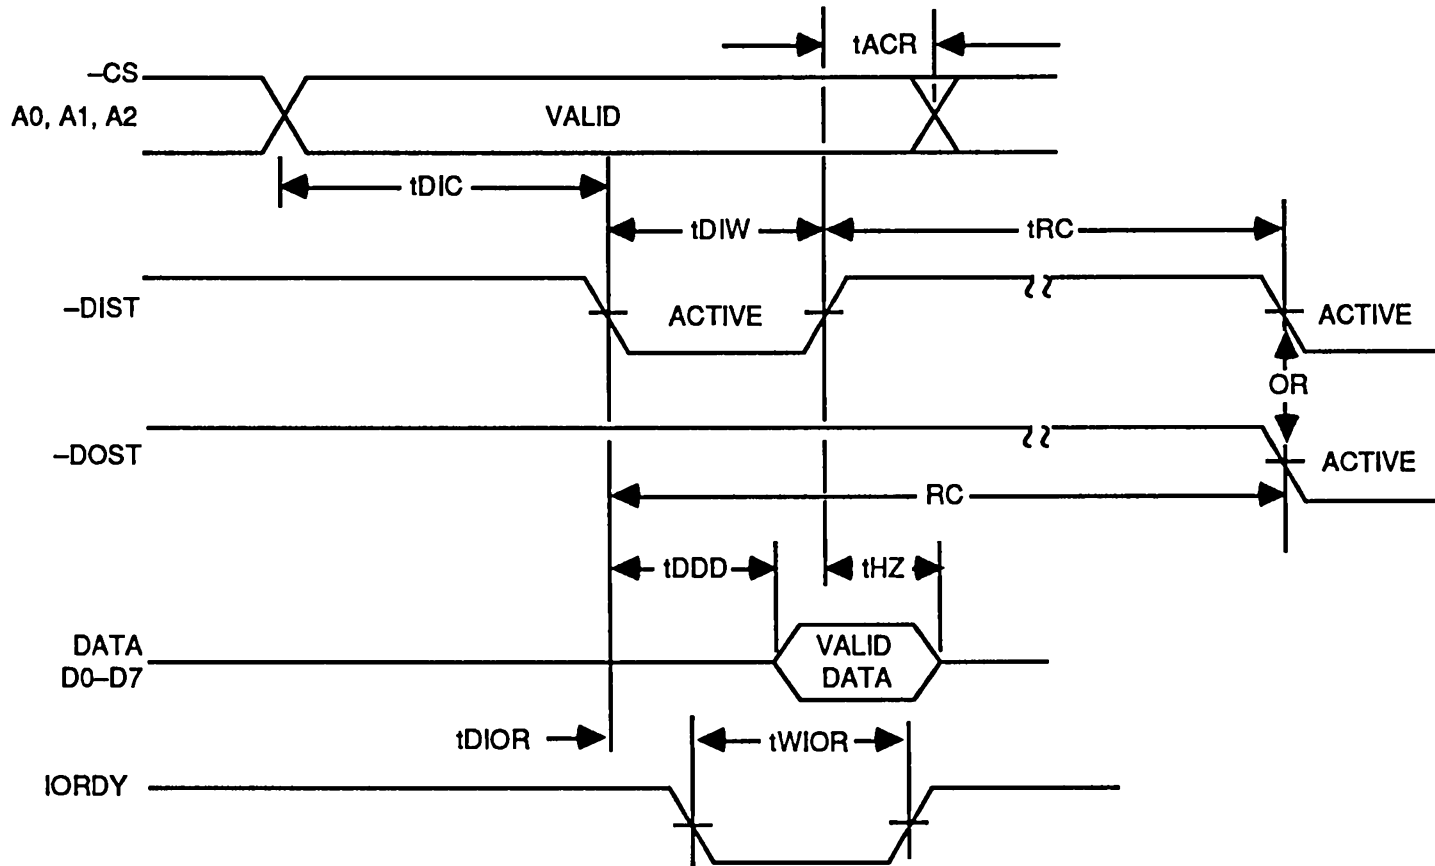 tACR
–CS
A0, A1, A2
VALID
tDIC
tDIW
tRC
–DIST
ACTIVE
ACTIVE
OR
–DOST
ACTIVE
RC
tDDD
tHZ
DATA
D0–D7
VALID
DATA
tDIOR
tWIOR
IORDY